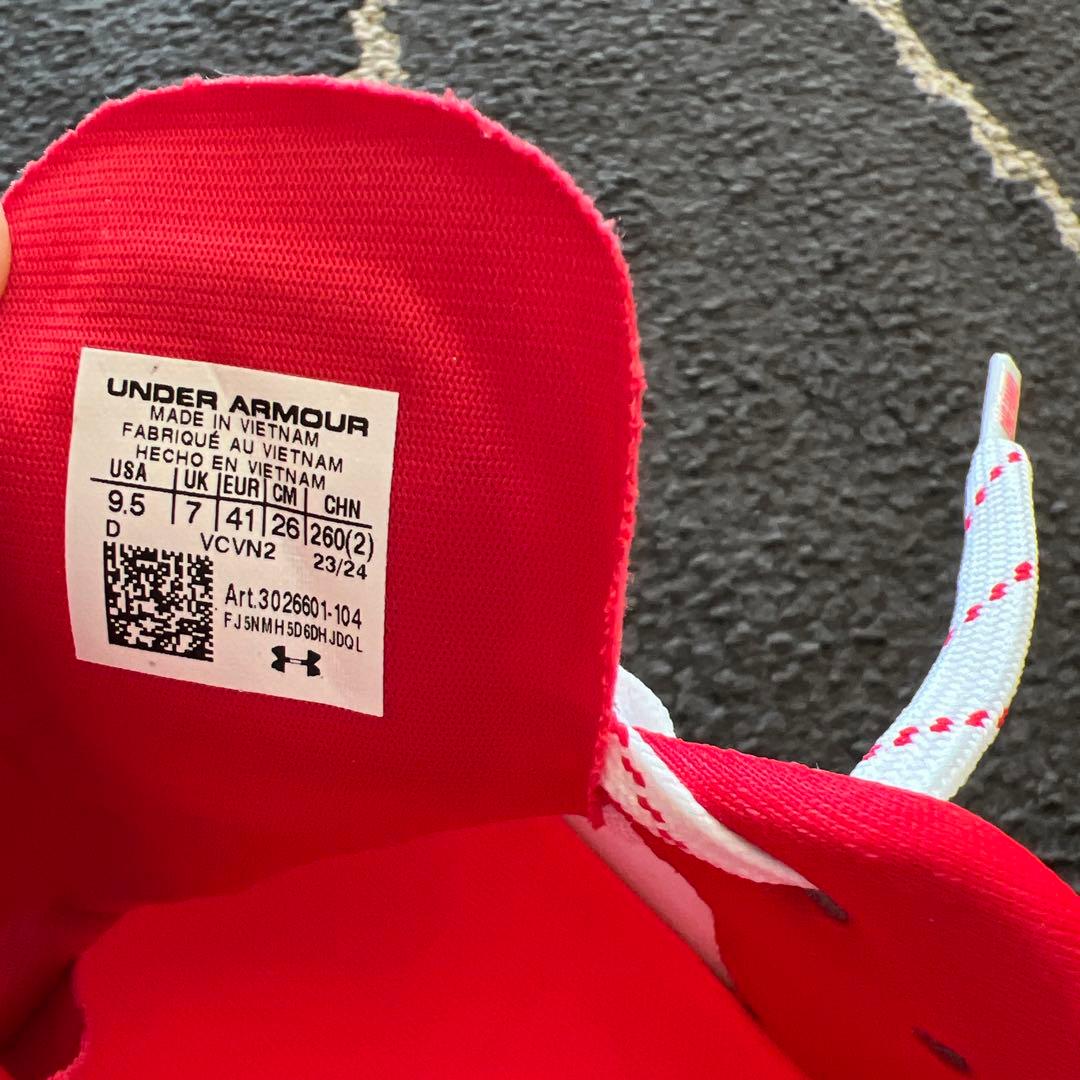 UNDER ARMOUR
MADE IN VIETNAM
FABRIQUÉ AU VIETNAM
HECHO EN VIETNAM
USA UK EUR CM CHN
9.5 7 41 26 260(2)
D VCVN2 23/24
Art.3026601-104
FJ5NMH5D6DHJDQL